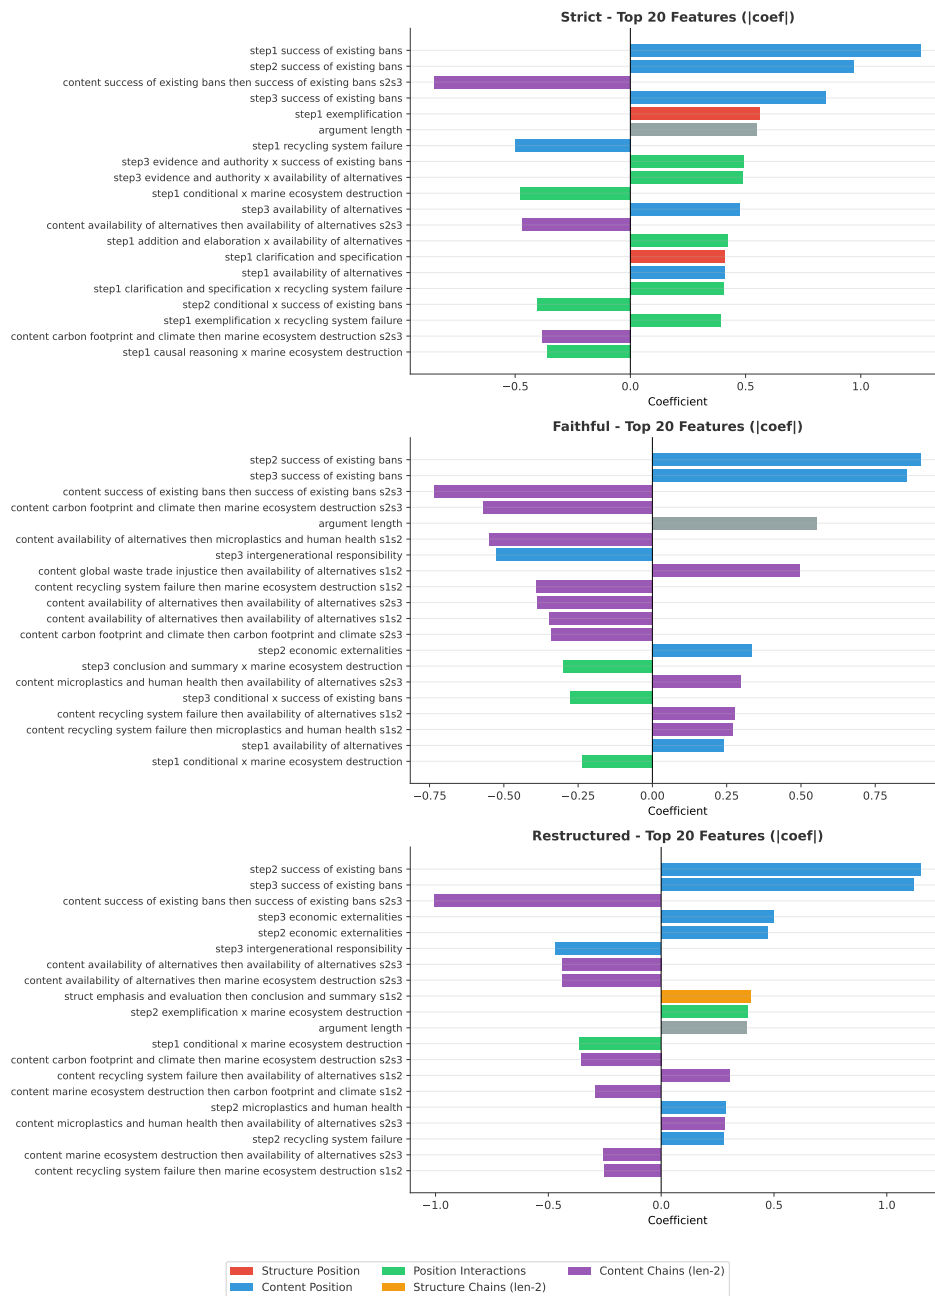 Strict - Top 20 Features (|coef|)
step1 success of existing bans
step2 success of existing bans
content success of existing bans then success of existing bans s2s3
step3 success of existing bans
step1 exemplification
argument length
step1 recycling system failure
step3 evidence and authority x success of existing bans
step3 evidence and authority x availability of alternatives
step1 conditional x marine ecosystem destruction
step3 availability of alternatives
content availability of alternatives then availability of alternatives s2s3
step1 addition and elaboration x availability of alternatives
step1 clarification and specification
step1 availability of alternatives
step1 clarification and specification x recycling system failure
step2 conditional x success of existing bans
step1 exemplification x recycling system failure
content carbon footprint and climate then marine ecosystem destruction s2s3
step1 causal reasoning x marine ecosystem destruction
−0.5 0.0 0.5 1.0
Coefficient
Faithful - Top 20 Features (|coef|)
step2 success of existing bans
step3 success of existing bans
content success of existing bans then success of existing bans s2s3
content carbon footprint and climate then marine ecosystem destruction s2s3
argument length
content availability of alternatives then microplastics and human health s1s2
step3 intergenerational responsibility
content global waste trade injustice then availability of alternatives s1s2
content recycling system failure then marine ecosystem destruction s1s2
content availability of alternatives then availability of alternatives s2s3
content availability of alternatives then availability of alternatives s1s2
content carbon footprint and climate then carbon footprint and climate s2s3
step2 economic externalities
step3 conclusion and summary x marine ecosystem destruction
content microplastics and human health then availability of alternatives s2s3
step3 conditional x success of existing bans
content recycling system failure then availability of alternatives s1s2
content recycling system failure then microplastics and human health s1s2
step1 availability of alternatives
step1 conditional x marine ecosystem destruction
−0.75 −0.50 −0.25 0.00 0.25 0.50 0.75
Coefficient
Restructured - Top 20 Features (|coef|)
step2 success of existing bans
step3 success of existing bans
content success of existing bans then success of existing bans s2s3
step3 economic externalities
step2 economic externalities
step3 intergenerational responsibility
content availability of alternatives then availability of alternatives s2s3
content availability of alternatives then marine ecosystem destruction s2s3
struct emphasis and evaluation then conclusion and summary s1s2
step2 exemplification x marine ecosystem destruction
argument length
step1 conditional x marine ecosystem destruction
content carbon footprint and climate then marine ecosystem destruction s2s3
content recycling system failure then availability of alternatives s1s2
content marine ecosystem destruction then carbon footprint and climate s1s2
step2 microplastics and human health
content microplastics and human health then availability of alternatives s2s3
step2 recycling system failure
content marine ecosystem destruction then availability of alternatives s2s3
content recycling system failure then marine ecosystem destruction s1s2
−1.0 −0.5 0.0 0.5 1.0
Coefficient
Structure Position Position Interactions Content Chains (len-2)
Content Position Structure Chains (len-2)